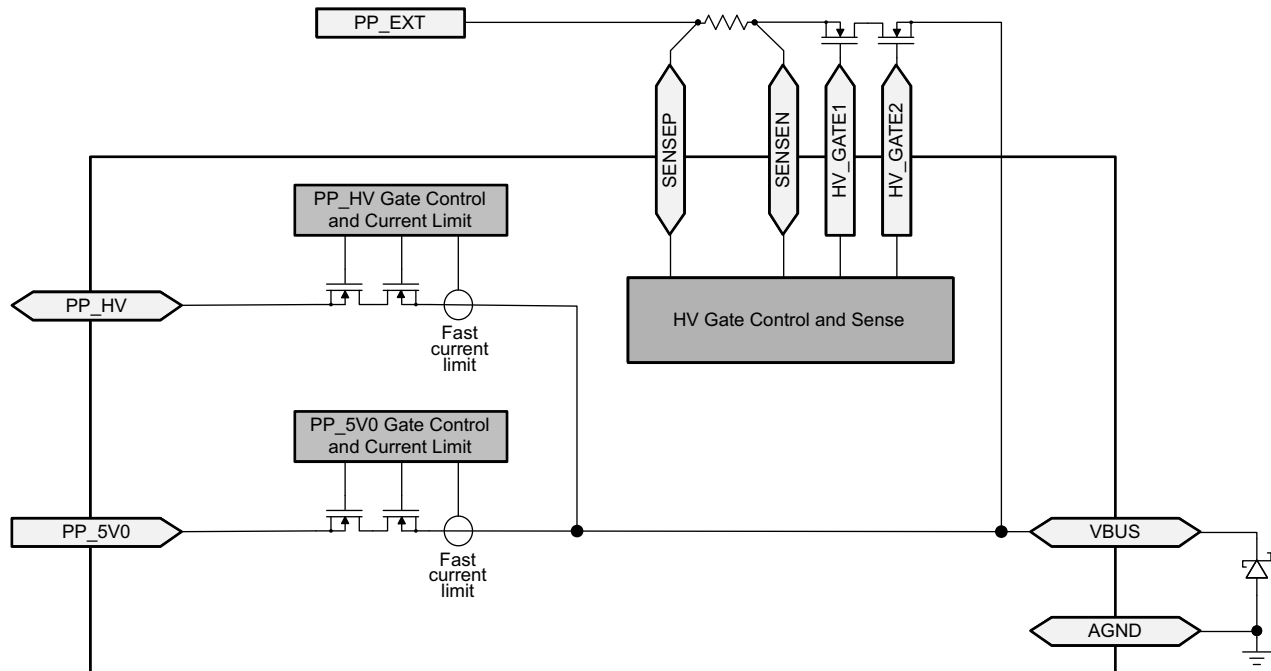 PP_EXT
SENSEP
SENSEN
HV_GATE1
HV_GATE2
PP_HV Gate Control
and Current Limit
PP_HV
Fast
current
limit
HV Gate Control and Sense
PP_5V0 Gate Control
and Current Limit
PP_5V0
Fast
current
limit
VBUS
AGND